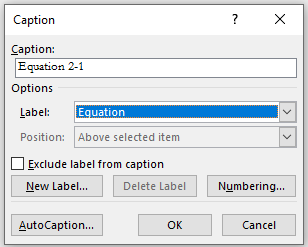 Caption
?
Caption:
Equation 2-1
Options
Label: Equation
Position: Above selected item
Exclude label from caption
New Label... Delete Label Numbering...
AutoCaption... OK Cancel